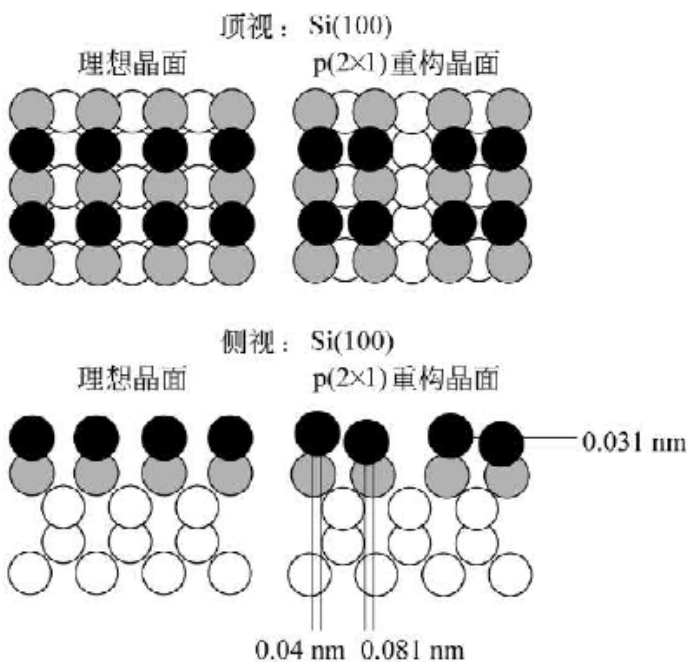 顶视：Si(100)
理想晶面 p(2×1)重构晶面
侧视：Si(100)
理想晶面 p(2×1)重构晶面
0.031 nm
0.04 nm 0.081 nm